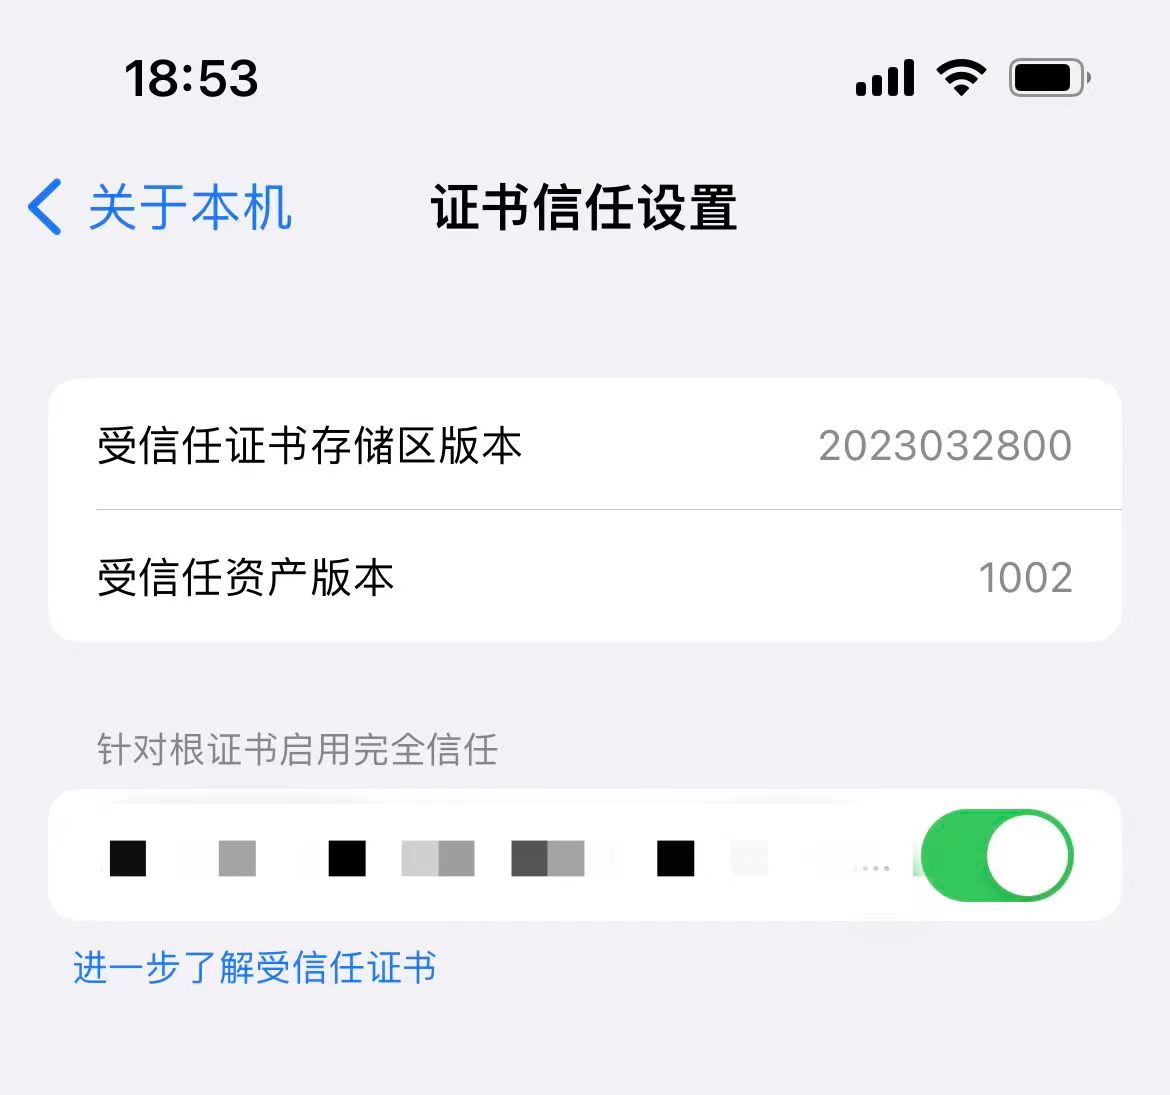 18:53
关于本机
证书信任设置
受信任证书存储区版本 2023032800
受信任资产版本 1002
针对根证书启用完全信任
...
进一步了解受信任证书